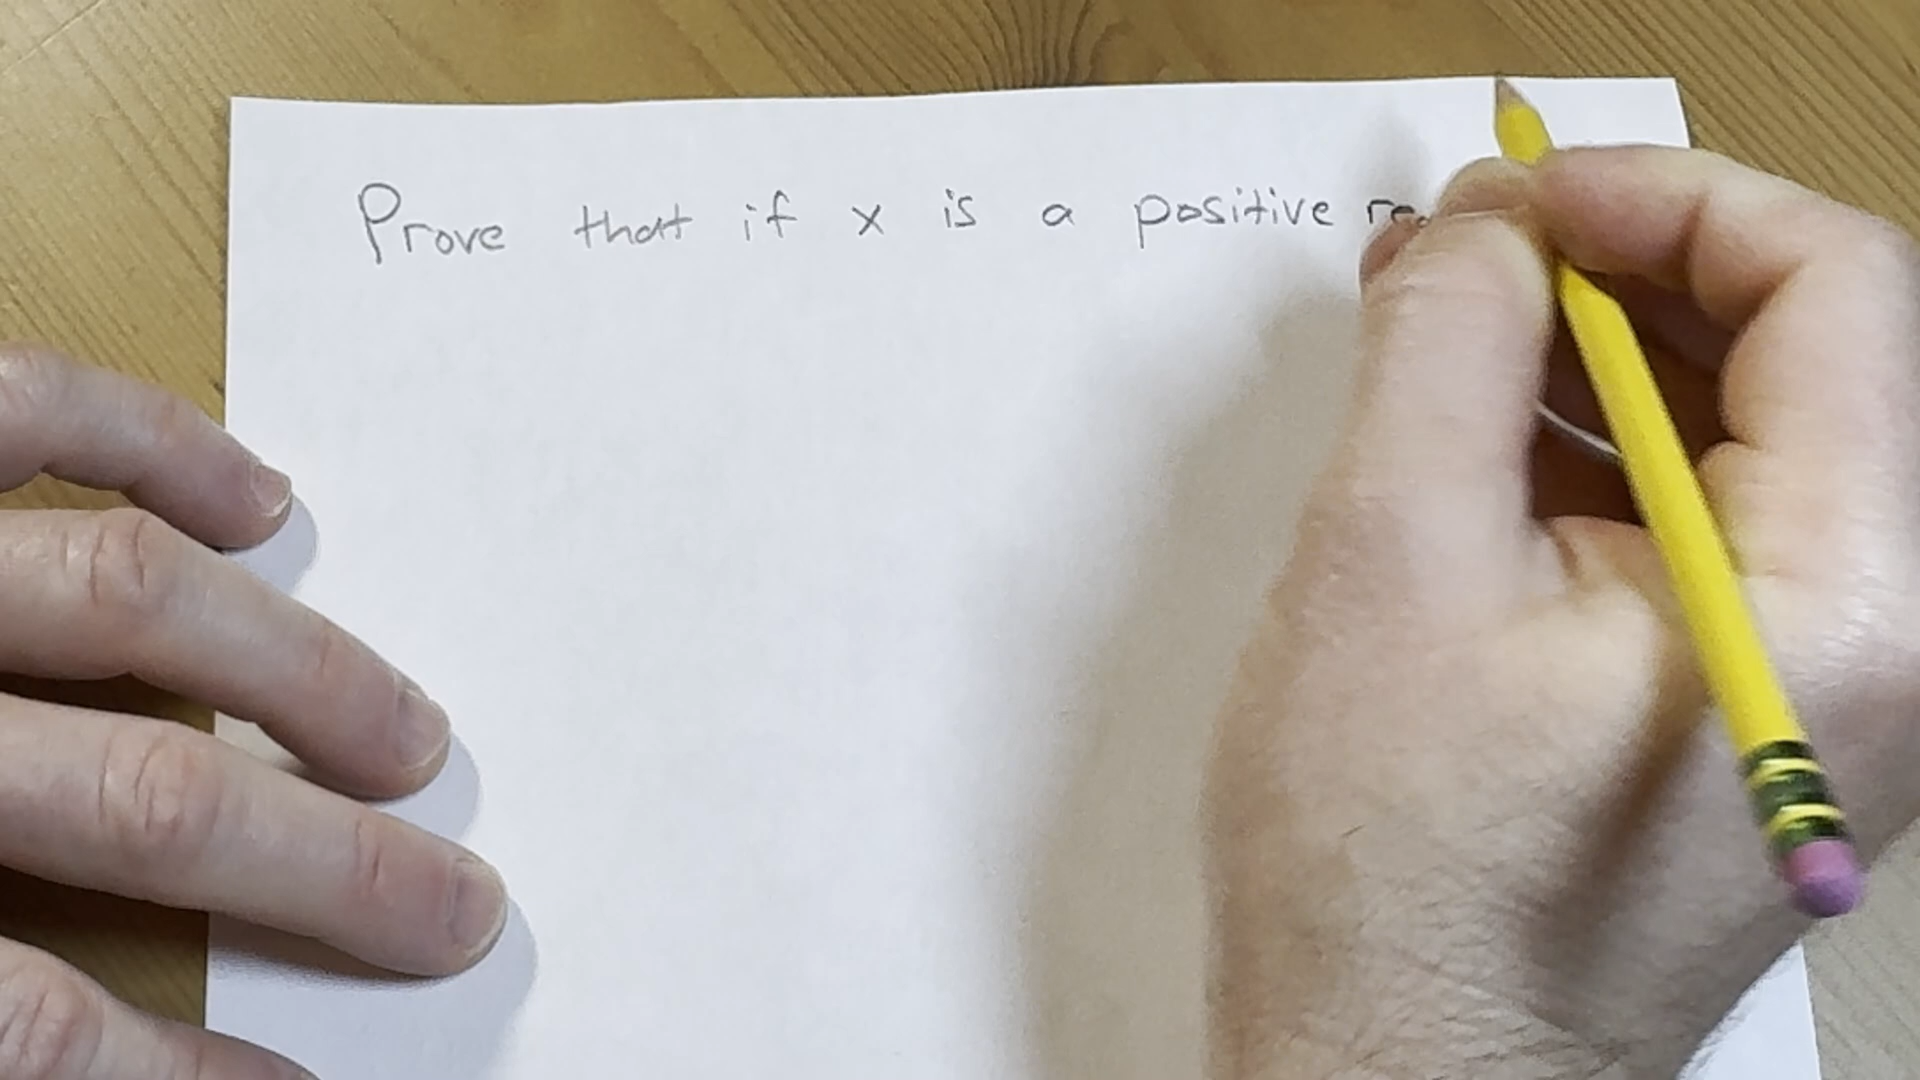 Prove that if x is a positive